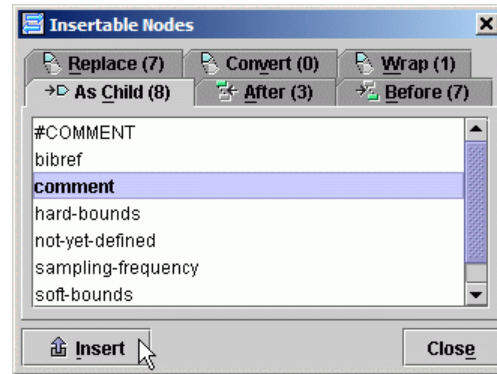 Insertable Nodes
Replace (7) Convert (0) Wrap (1)
As Child (8) After (3) Before (7)
#COMMENT
bibref
comment
hard-bounds
not-yet-defined
sampling-frequency
soft-bounds
Insert Close